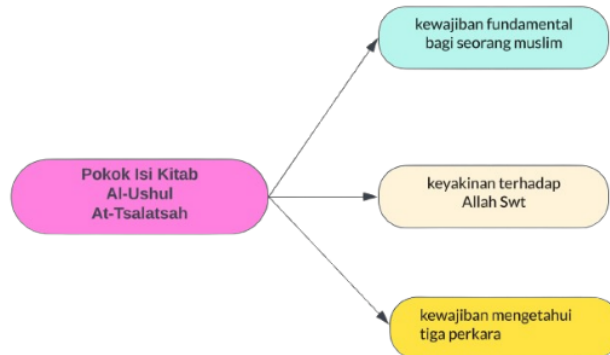 kewajiban fundamental
bagi seorang muslim
Pokok Isi Kitab
Al-Ushul
At-Tsalatsah
keyakinan terhadap
Allah Swt
kewajiban mengetahui
tiga perkara